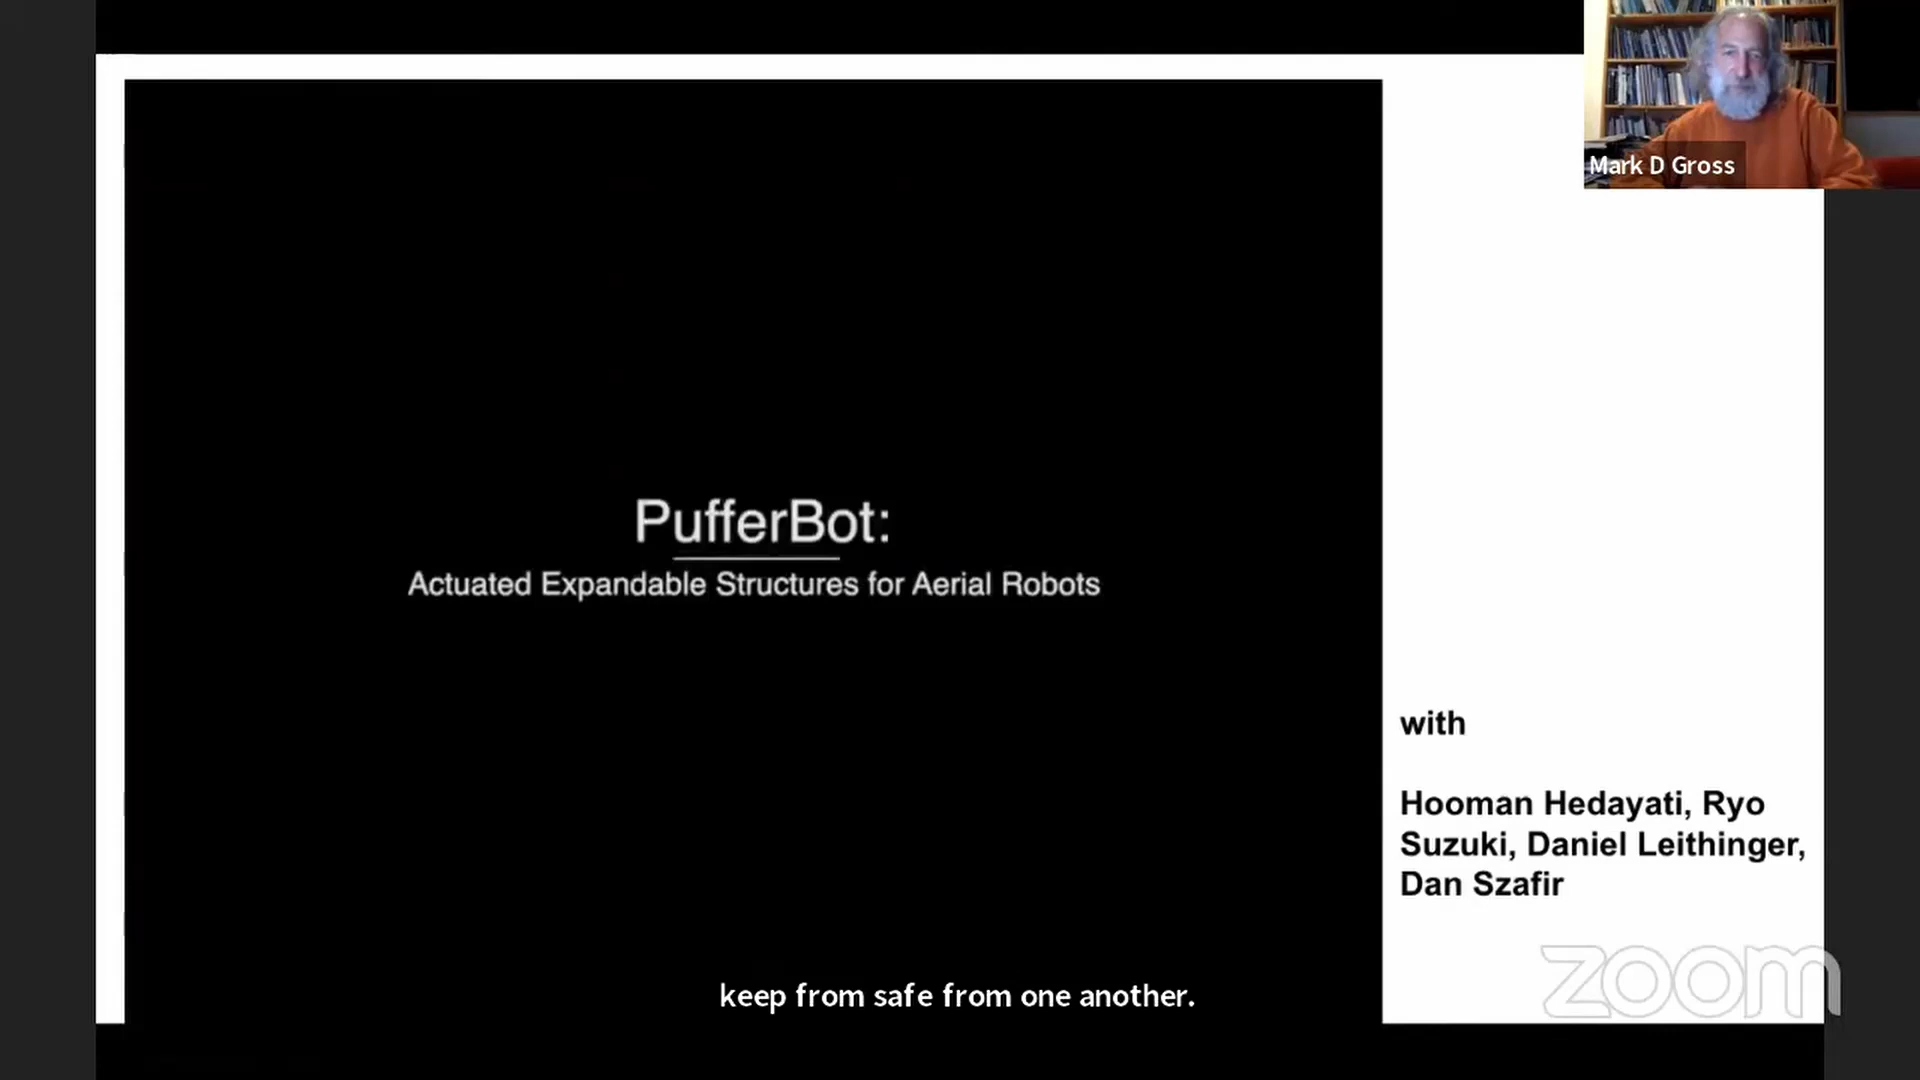 Mark D Gross
PufferBot:
Actuated Expandable Structures for Aerial Robots
with
Hooman Hedayati, Ryo
Suzuki, Daniel Leithinger,
Dan Szafir
keep from safe from one another.
zoom